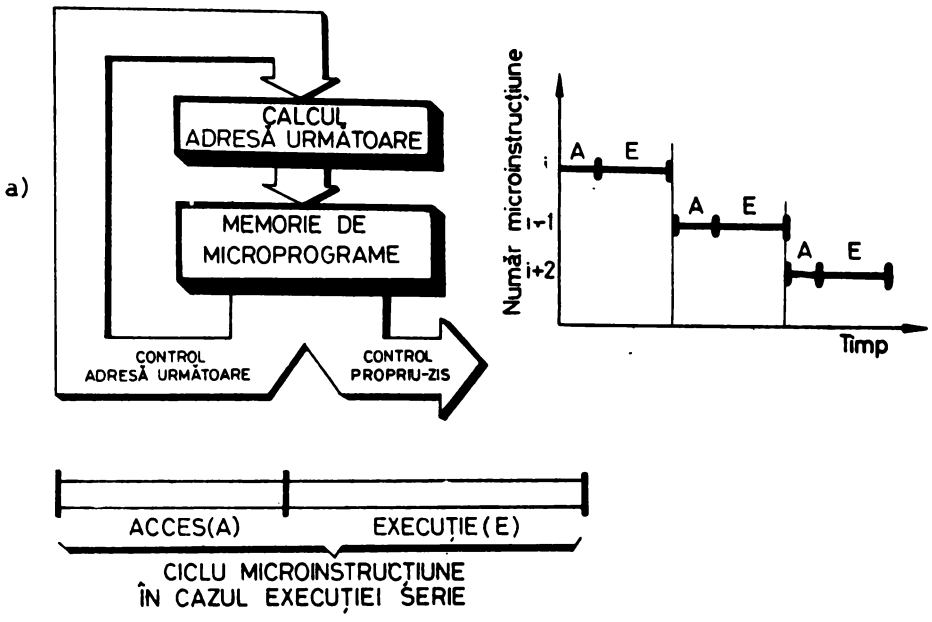 a)
CALCUL
ADRESĂ URMĂTOARE
MEMORIE DE
MICROPROGRAME
CONTROL
ADRESĂ URMĂTOARE
CONTROL
PROPRIU-ZIS
Număr microinstrucțiune
i
A E
i+1
A E
i+2
A E
Timp
ACCES(A)
EXECUȚIE(E)
CICLU MICROINSTRUCȚIUNE
ÎN CAZUL EXECUȚIEI SERIE